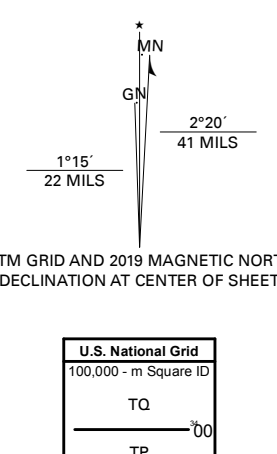 ★
MN
GN
2°20´
41 MILS
1°15´
22 MILS
TM GRID AND 2019 MAGNETIC NORT
DECLINATION AT CENTER OF SHEET
U.S. National Grid
100,000 - m Square ID
TQ
00
TP